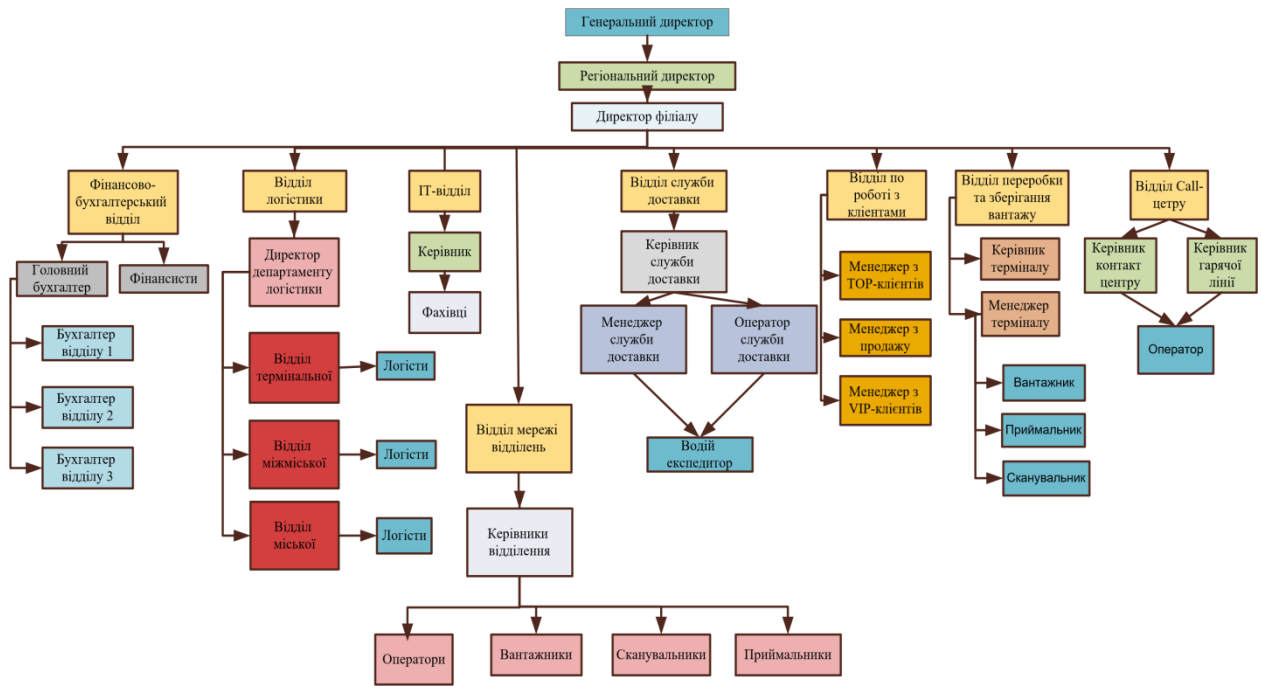 Генеральний директор
Регіональний директор
Директор філіалу
Фінансово-
бухгалтерський
відділ
Відділ
логістики
ІТ-відділ
Відділ служби
доставки
Відділ по
роботі з
кліентами
Відділ переробки
та зберігання
вантажу
Відділ Call-
цетру
Головний
бухгалтер
Фінансисти
Директор
департаменту
логістики
Керівник
Фахівці
Керівник
служби
доставки
Менеджер
служби
доставки
Оператор
служби
доставки
Водій
експедитор
Менеджер з
TOP-клієнтів
Менеджер з
продажу
Менеджер з
VIP-клієнтів
Керівник
терміналу
Менеджер
терміналу
Вантажник
Приймальник
Сканувальник
Керівник
контакт
центру
Керівник
гарячої
лінії
Оператор
Бухгалтер
відділу 1
Бухгалтер
відділу 2
Бухгалтер
відділу 3
Відділ
термінальної
Логісти
Відділ
міжміської
Логісти
Відділ
міської
Логісти
Відділ мережі
відділень
Керівники
відділення
Оператори
Вантажники
Сканувальники
Приймальники